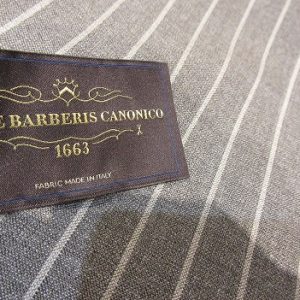 E BARBERIS CANONICO
1663
FABRIC MADE IN ITALY